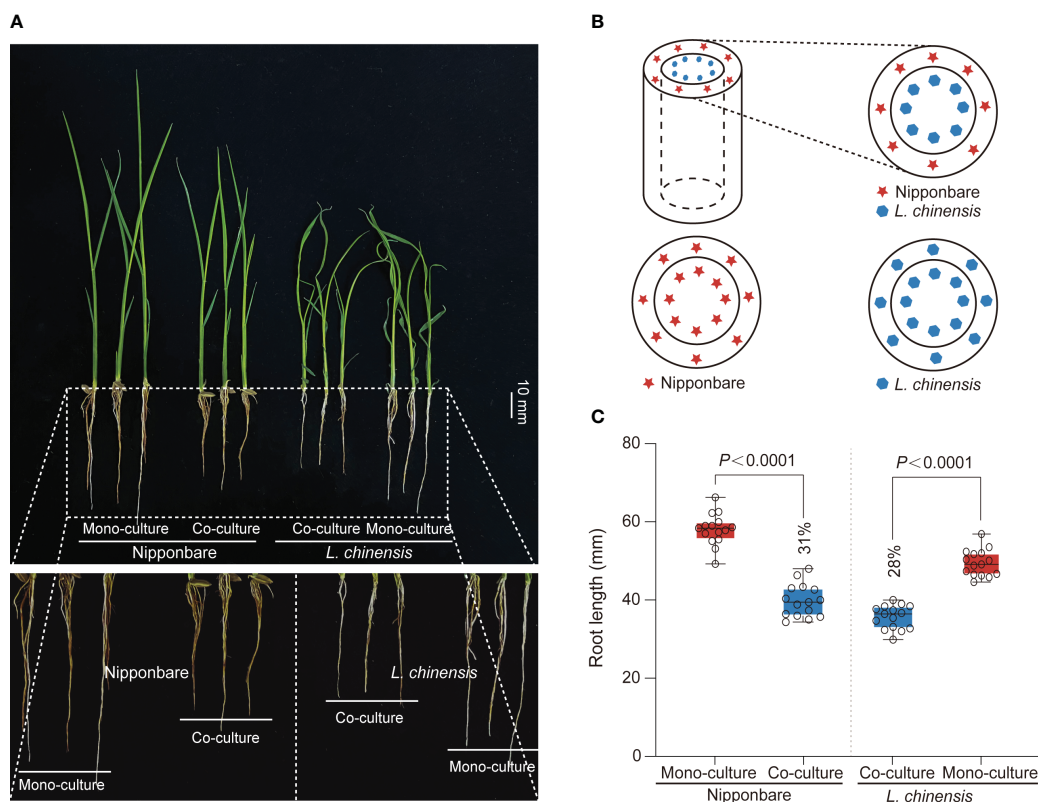 A
10 mm
Mono-culture Co-culture Co-culture Mono-culture
Nipponbare L. chinensis
Nipponbare L. chinensis
Co-culture Co-culture
Mono-culture Mono-culture
B
Nipponbare
L. chinensis
Nipponbare L. chinensis
C
Root length (mm)
80
60
40
20
0
P<0.0001 P<0.0001
31% 28%
Mono-culture Co-culture Co-culture Mono-culture
Nipponbare L. chinensis